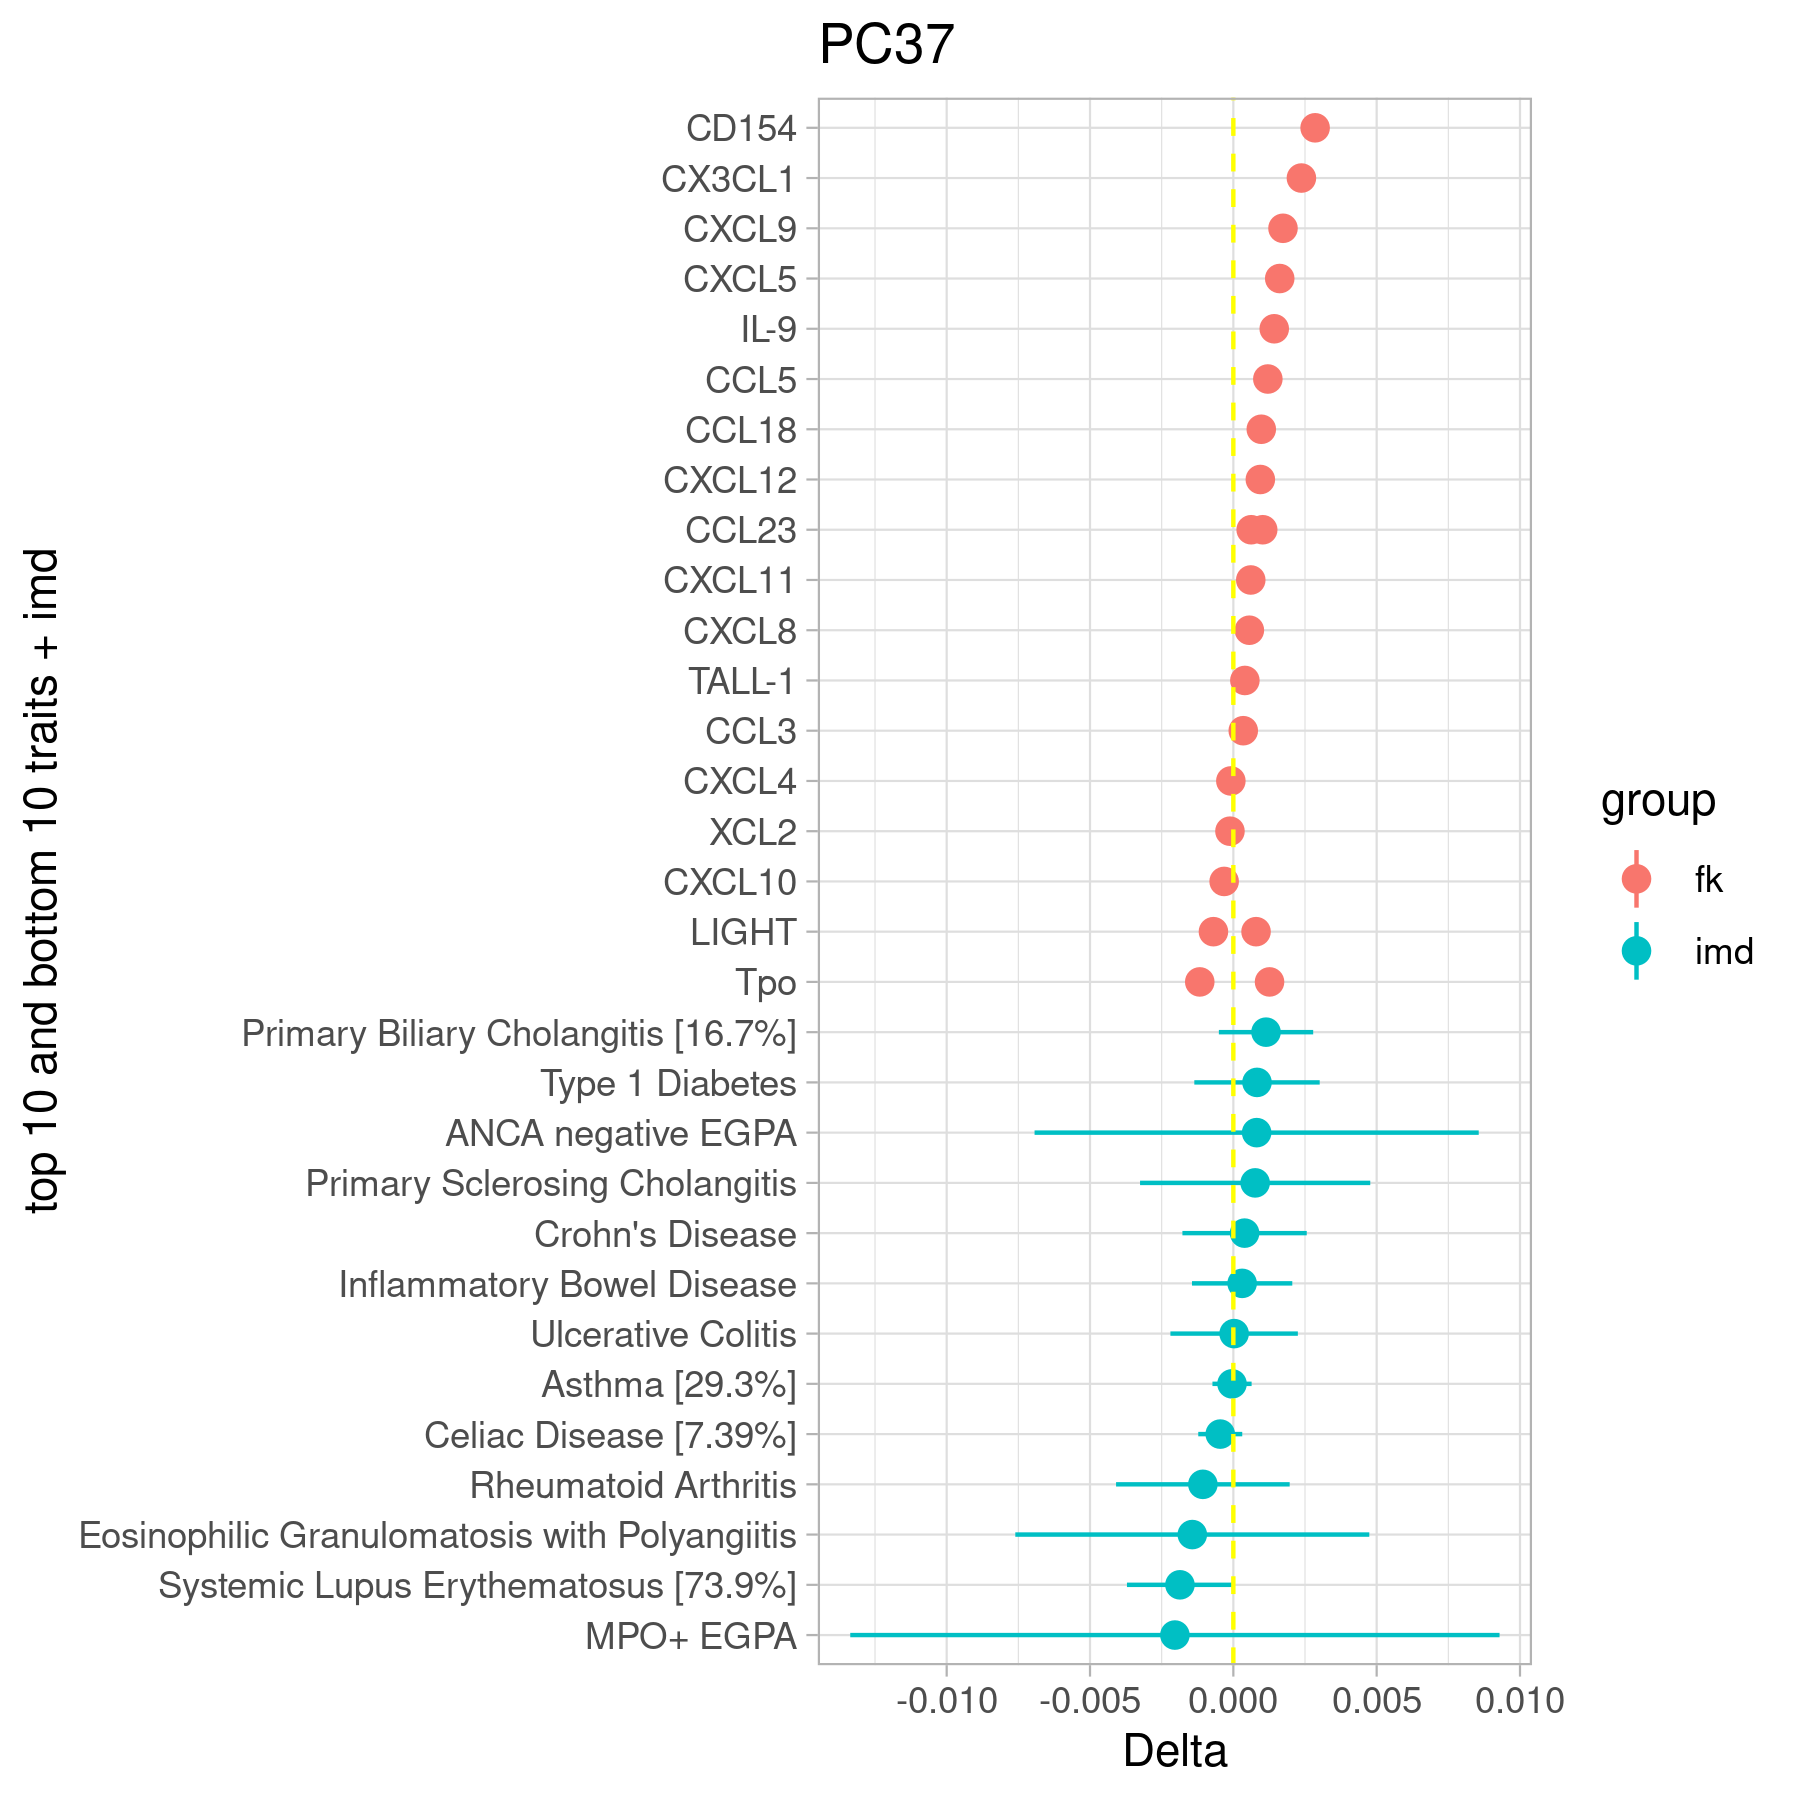 PC37
CD154
CX3CL1
CXCL9
CXCL5
IL-9
CCL5
CCL18
CXCL12
CCL23
CXCL11
CXCL8
TALL-1
CCL3
CXCL4
XCL2
CXCL10
LIGHT
Tpo
Primary Biliary Cholangitis [16.7%]
Type 1 Diabetes
ANCA negative EGPA
Primary Sclerosing Cholangitis
Crohn's Disease
Inflammatory Bowel Disease
Ulcerative Colitis
Asthma [29.3%]
Celiac Disease [7.39%]
Rheumatoid Arthritis
Eosinophilic Granulomatosis with Polyangiitis
Systemic Lupus Erythematosus [73.9%]
MPO+ EGPA
top 10 and bottom 10 traits + imd
-0.010 -0.005 0.000 0.005 0.010
Delta
group
fk
imd